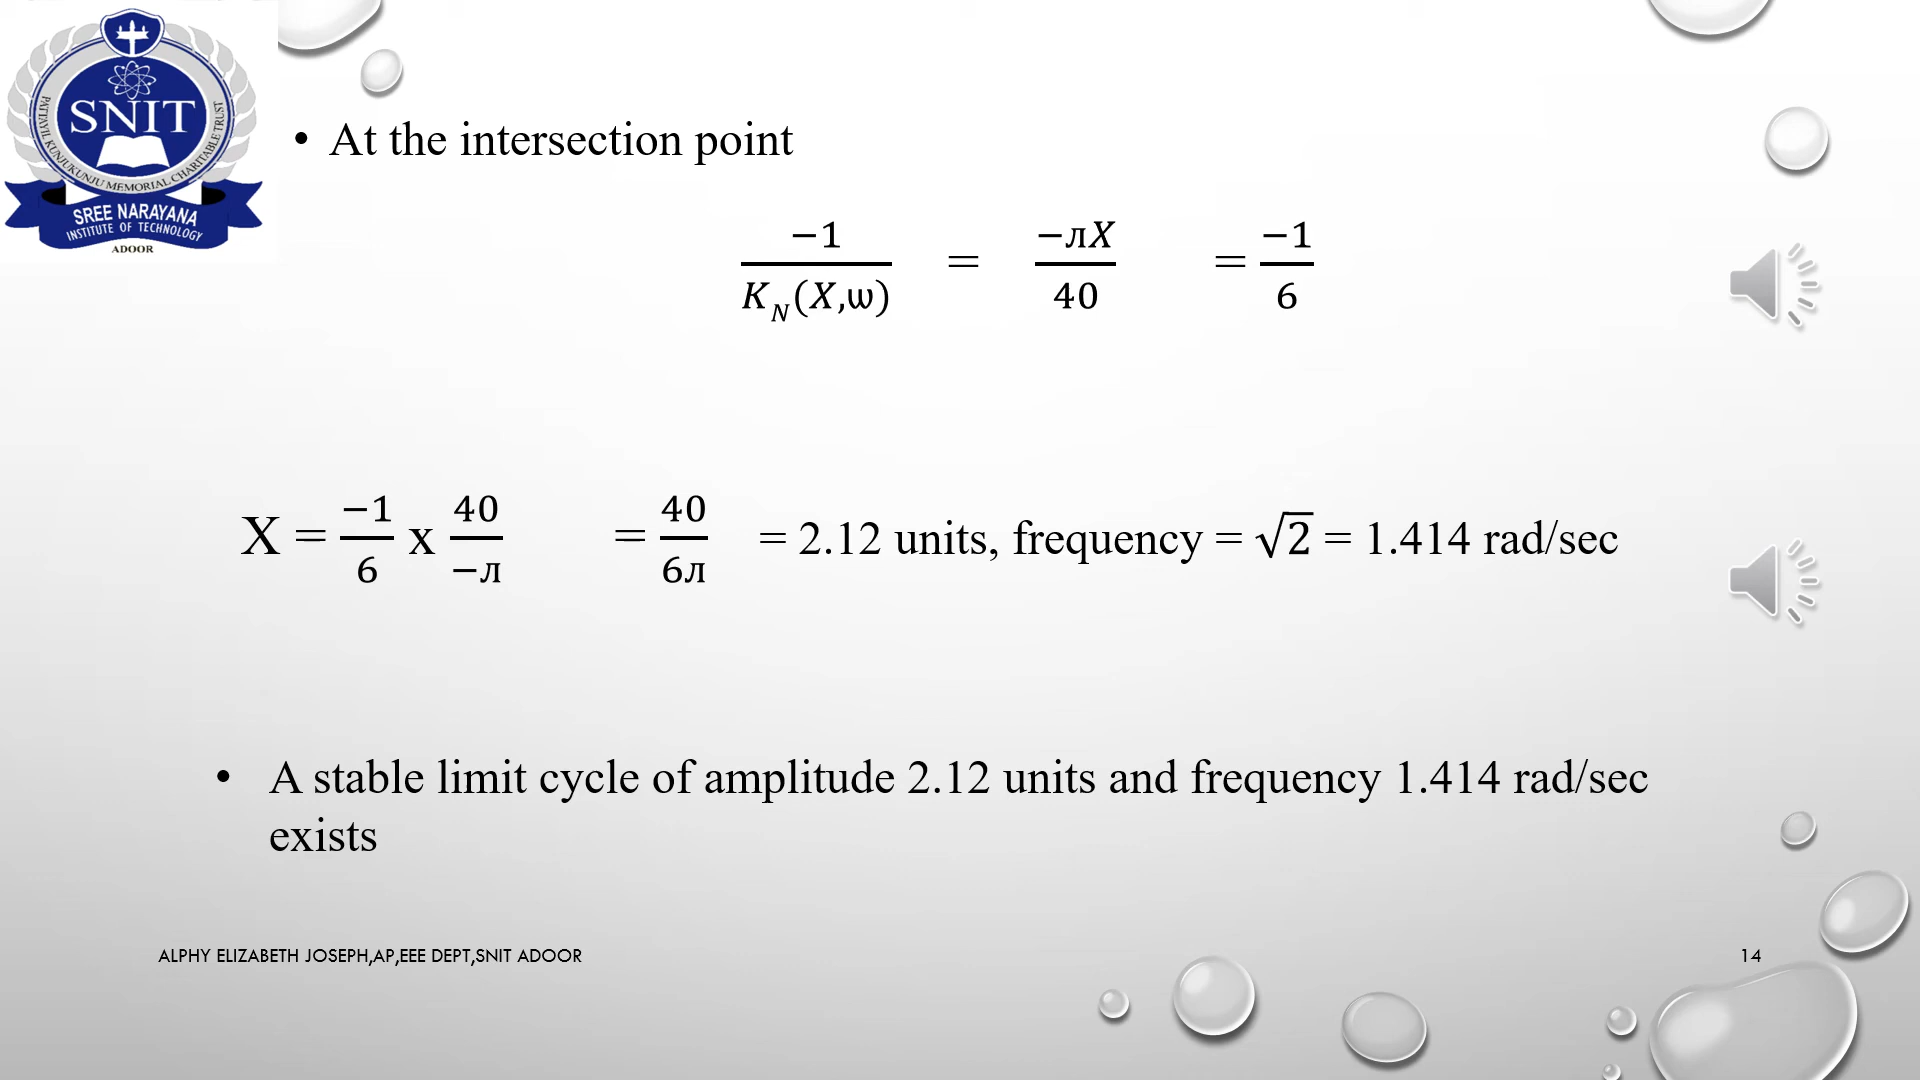 SNIT
PATTAYIL KUNJUKUNJU MEMORIAL CHARITABLE TRUST
SREE NARAYANA
INSTITUTE OF TECHNOLOGY
ADOOR
• At the intersection point
−1/K_N(X,ω) = −лX/40 = −1/6
X = −1/6 x 40/−л = 40/6л = 2.12 units, frequency = √2 = 1.414 rad/sec
• A stable limit cycle of amplitude 2.12 units and frequency 1.414 rad/sec
exists
ALPHY ELIZABETH JOSEPH,AP,EEE DEPT,SNIT ADOOR
14